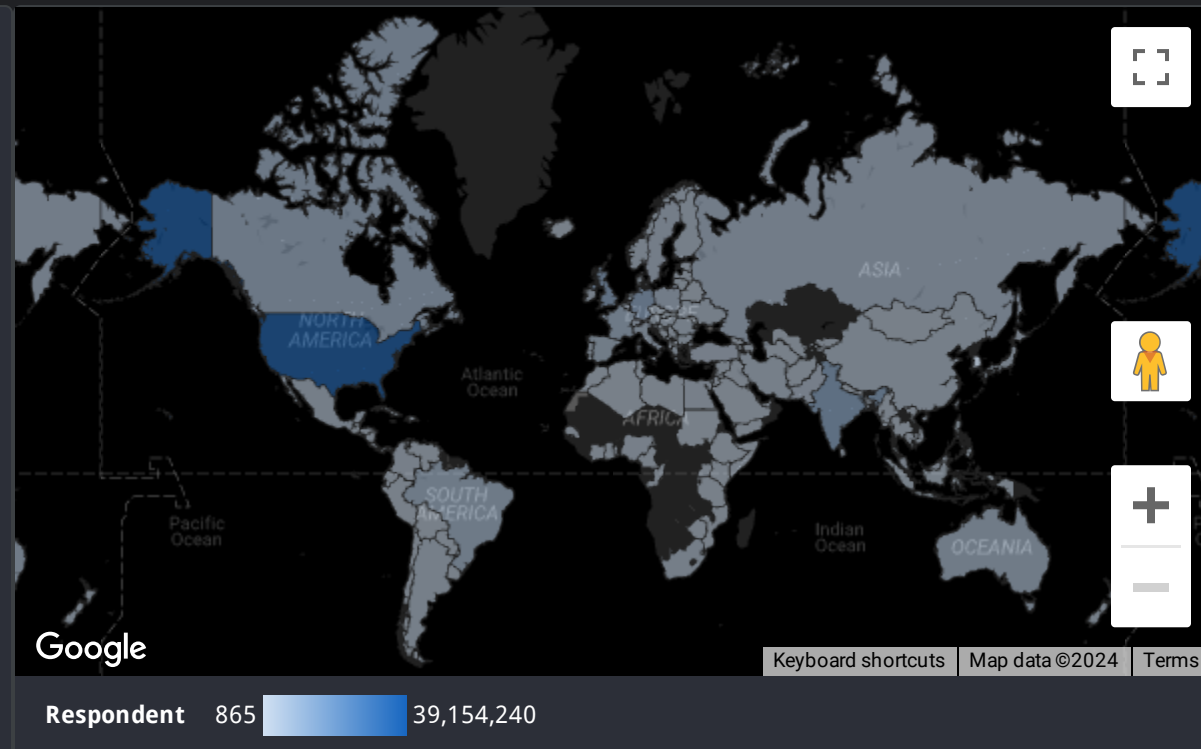 ASIA
NORTH
AMERICA
EUROPE
Atlantic
Ocean
AFRICA
SOUTH
AMERICA
Pacific
Ocean
Indian
Ocean
OCEANIA
Google
Keyboard shortcuts
Map data ©2024
Terms
Respondent 865 39,154,240